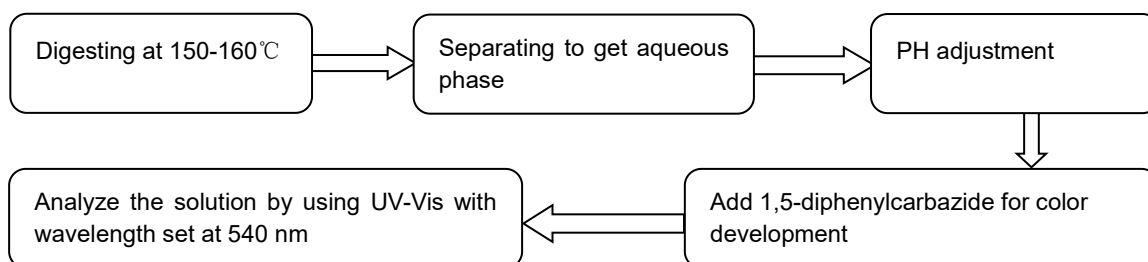 Digesting at 150-160℃
Separating to get aqueous
phase
PH adjustment
Add 1,5-diphenylcarbazide for color
development
Analyze the solution by using UV-Vis with
wavelength set at 540 nm